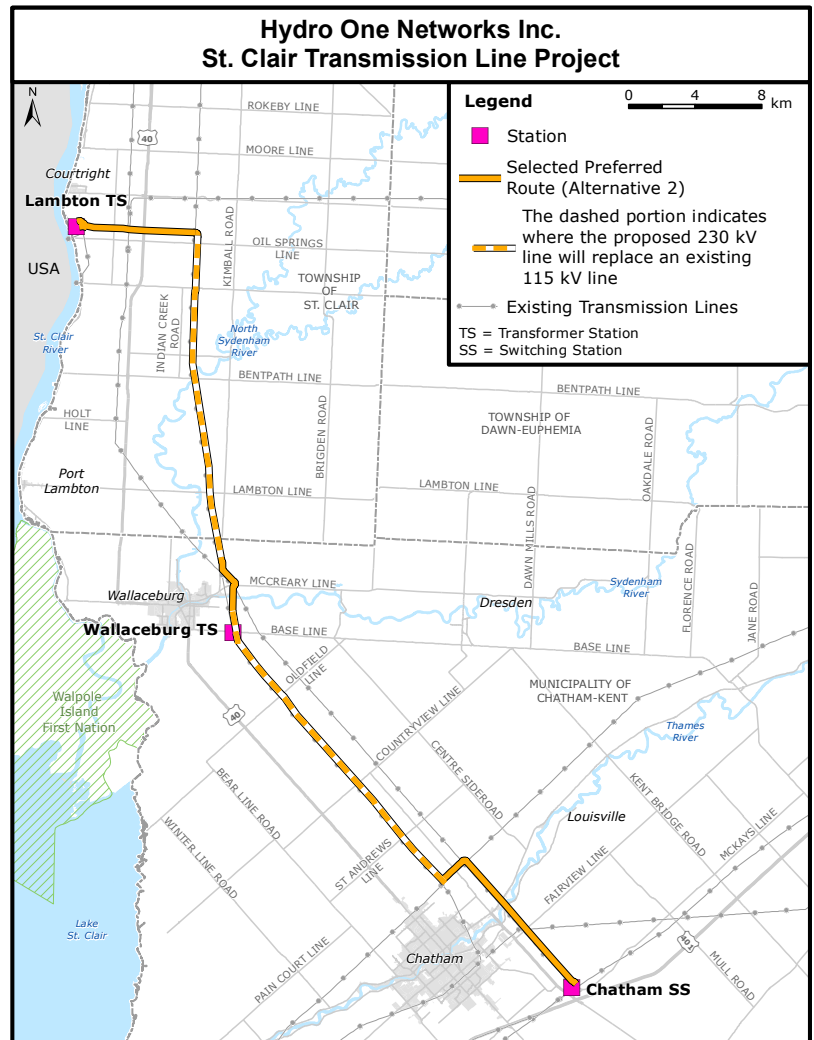 Hydro One Networks Inc.
St. Clair Transmission Line Project
N
Legend
0 4 8
km
Station
Selected Preferred
Route (Alternative 2)
The dashed portion indicates
where the proposed 230 kV
line will replace an existing
115 kV line
Existing Transmission Lines
TS = Transformer Station
SS = Switching Station
ROKEBY LINE
40
MOORE LINE
Courtright
Lambton TS
KIMBALL ROAD
OIL SPRINGS
LINE
USA
TOWNSHIP
OF
ST. CLAIR
INDIAN CREEK
ROAD
North
Sydenham
River
St. Clair
River
BENTPATH LINE
BENTPATH LINE
HOLT
LINE
BRIGDEN ROAD
TOWNSHIP OF
DAWN-EUPHEMIA
OAKDALE ROAD
Port
Lambton
LAMBTON LINE
LAMBTON LINE
DAWN MILLS ROAD
FLORENCE ROAD
JANE ROAD
MCCREARY LINE
Sydenham
River
Wallaceburg
Dresden
Wallaceburg TS
BASE LINE
BASE LINE
OLDFIELD
LINE
Walpole
Island
First Nation
MUNICIPALITY OF
CHATHAM-KENT
40
COUNTRYVIEW LINE
Thames
River
CENTRE SIDEROAD
BEAR LINE ROAD
KENT BRIDGE ROAD
Louisville
WINTER LINE ROAD
ST ANDREWS
LINE
MCKAYS LINE
FAIRVIEW LINE
Lake
St. Clair
PAIN COURT LINE
Chatham
401
MULL ROAD
Chatham SS